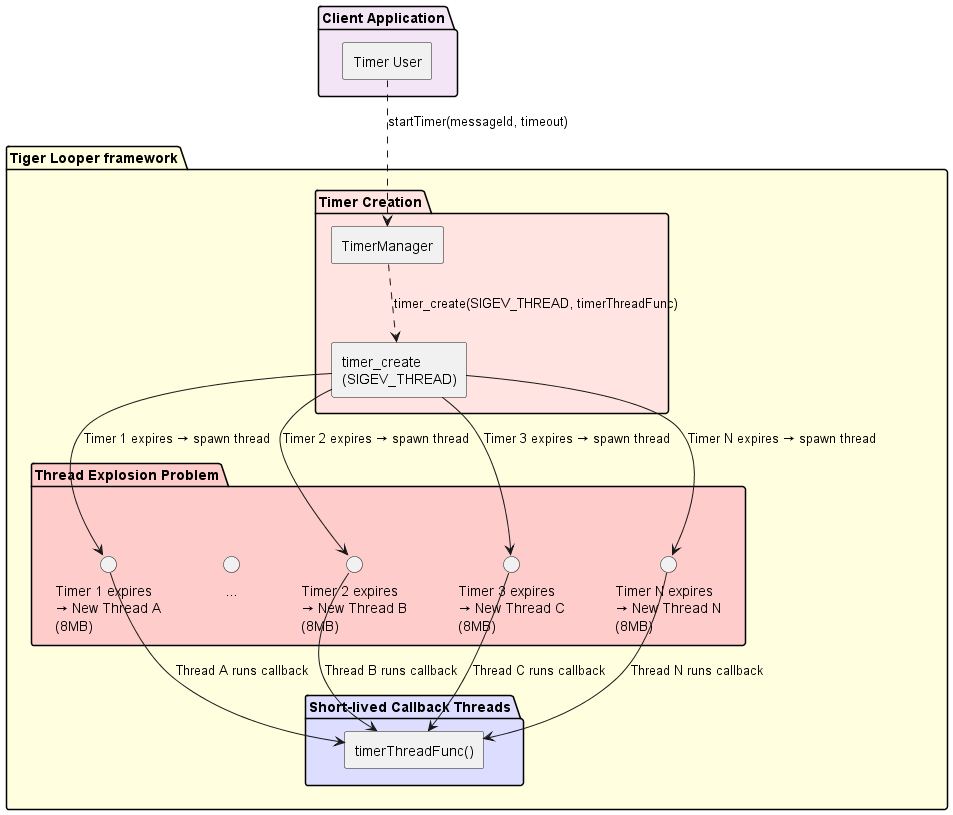 Client Application
Timer User
startTimer(messageId, timeout)
Tiger Looper framework
Timer Creation
TimerManager
timer_create(SIGEV_THREAD, timerThreadFunc)
timer_create
(SIGEV_THREAD)
Timer 1 expires → spawn thread
Timer 2 expires → spawn thread
Timer 3 expires → spawn thread
Timer N expires → spawn thread
Thread Explosion Problem
Timer 1 expires
→ New Thread A
(8MB)
...
Timer 2 expires
→ New Thread B
(8MB)
Timer 3 expires
→ New Thread C
(8MB)
Timer N expires
→ New Thread N
(8MB)
Thread A runs callback
Thread B runs callback
Thread C runs callback
Thread N runs callback
Short-lived Callback Threads
timerThreadFunc()